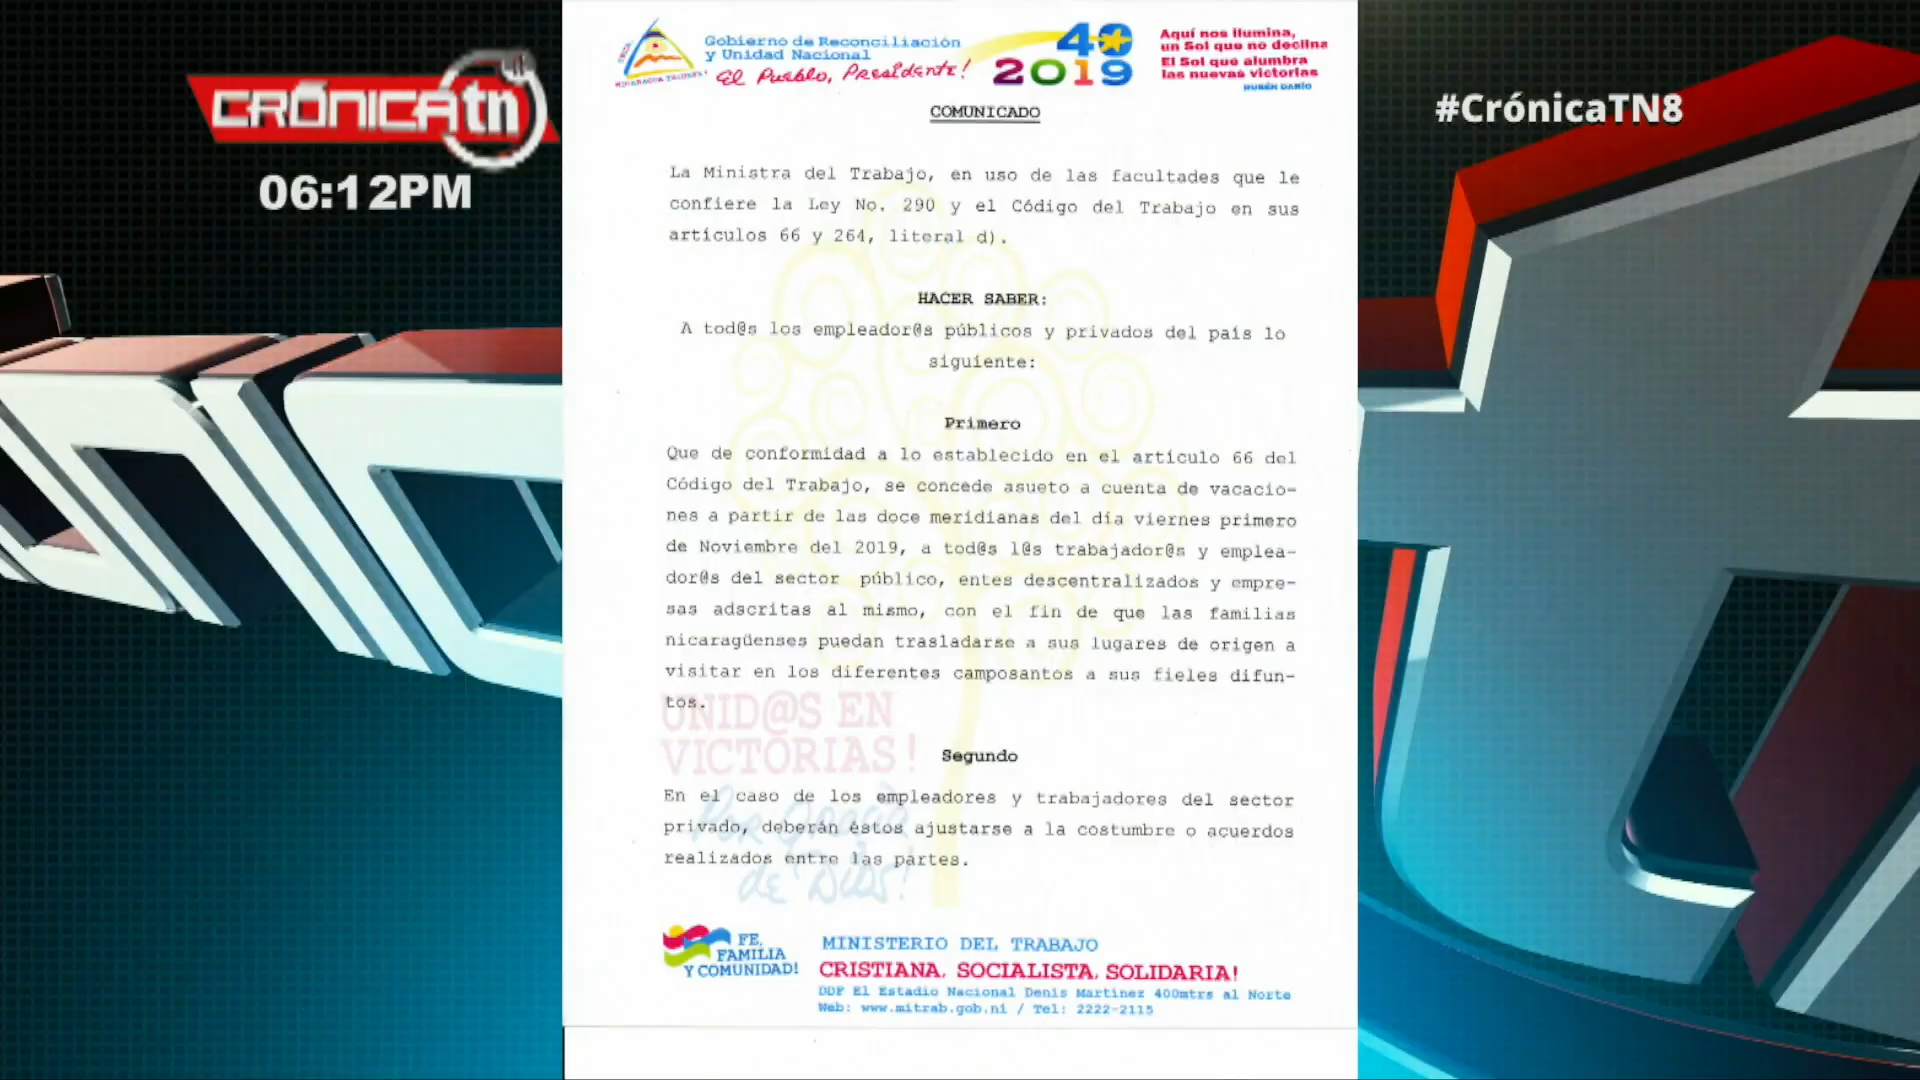 CRÓNICAtn
06:12PM
#CrónicaTN8
Gobierno de Reconciliación
y Unidad Nacional
El Pueblo, Presidente!
40
2019
Aquí nos ilumina,
un Sol que no declina
El Sol que alumbra
las nuevas victorias
RUBÉN DARÍO
COMUNICADO
La Ministra del Trabajo, en uso de las facultades que le
confiere la Ley No. 290 y el Código del Trabajo en sus
artículos 66 y 264, literal d).
HACER SABER:
A tod@s los empleador@s públicos y privados del país lo
siguiente:
Primero
Que de conformidad a lo establecido en el artículo 66 del
Código del Trabajo, se concede asueto a cuenta de vacacio-
nes a partir de las doce meridianas del día viernes primero
de Noviembre del 2019, a tod@s l@s trabajador@s y emplea-
dor@s del sector público, entes descentralizados y empre-
sas adscritas al mismo, con el fin de que las familias
nicaragüenses puedan trasladarse a sus lugares de origen a
visitar en los diferentes camposantos a sus fieles difun-
tos.
UNID@S EN
VICTORIAS!
Por Gracia
de Dios!
Segundo
En el caso de los empleadores y trabajadores del sector
privado, deberán éstos ajustarse a la costumbre o acuerdos
realizados entre las partes.
FE,
FAMILIA
Y COMUNIDAD!
MINISTERIO DEL TRABAJO
CRISTIANA, SOCIALISTA, SOLIDARIA!
DDF El Estadio Nacional Denis Martínez 400mtrs al Norte
Web: www.mitrab.gob.ni / Tel: 2222-2115